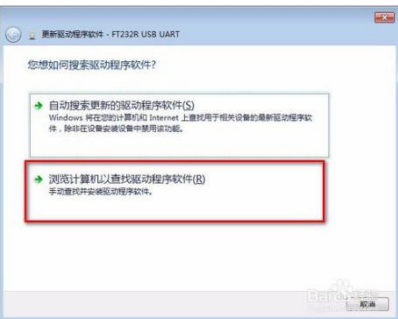 更新驱动程序软件 - FT232R USB UART
您想如何搜索驱动程序软件?
自动搜索更新的驱动程序软件(S)
Windows 将在您的计算机和 Internet 上查找用于相关设备的最新驱动程序软
件，除非在设备安装设备中禁用该功能。
浏览计算机以查找驱动程序软件(R)
手动查找并安装驱动程序软件。
取消